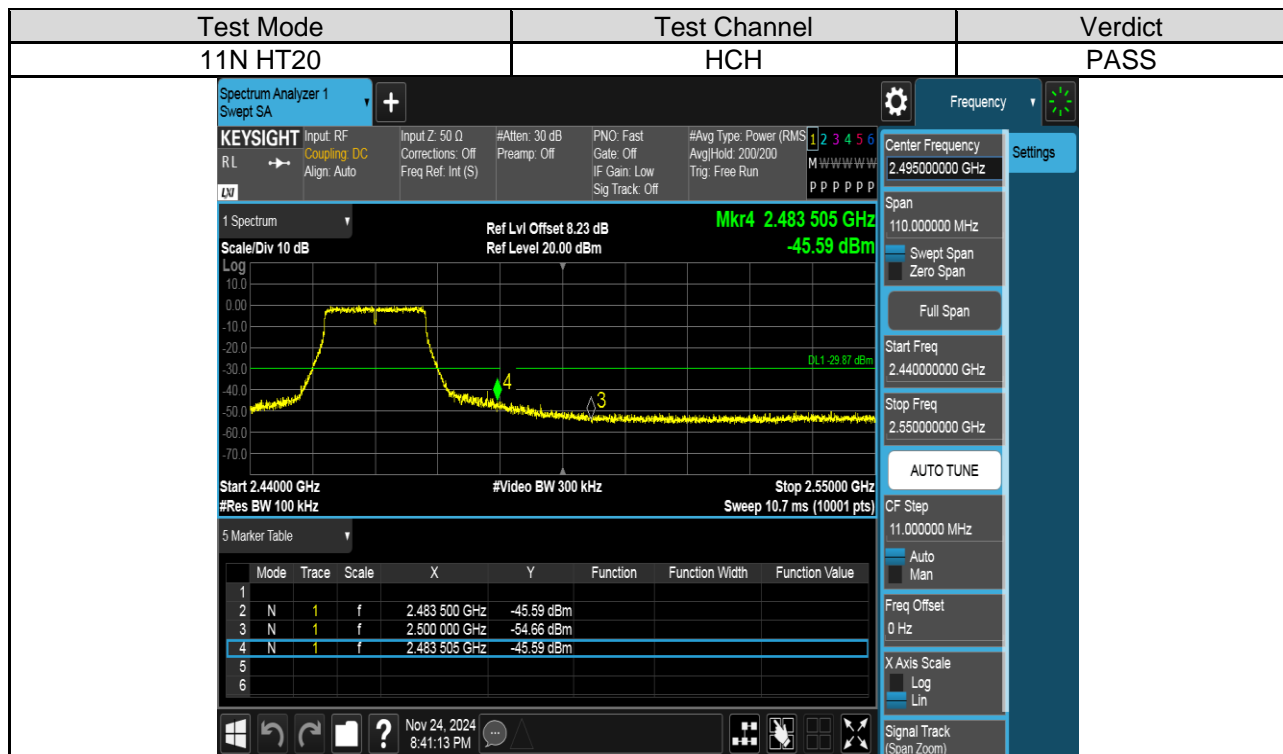 Test Mode Test Channel Verdict
11N HT20 HCH PASS
Spectrum Analyzer 1
Swept SA
+
Frequency
KEYSIGHT Input: RF Input Z: 50 Ω #Atten: 30 dB PNO: Fast #Avg Type: Power (RMS 1 2 3 4 5 6
R L Coupling: DC Corrections: Off Preamp: Off Gate: Off Avg|Hold: 200/200 M W W W W W
Align: Auto Freq Ref: Int (S) IF Gain: Low Trig: Free Run
LXI Sig Track: Off P P P P P P
Center Frequency
2.495000000 GHz
Settings
1 Spectrum
Ref Lvl Offset 8.23 dB
Mkr4 2.483 505 GHz
Scale/Div 10 dB
Ref Level 20.00 dBm
-45.59 dBm
Span
110.000000 MHz
Swept Span
Zero Span
Full Span
Log
10.0
0.00
-10.0
-20.0
DL1 -29.87 dBm
-30.0
-40.0
4
3
-50.0
-60.0
-70.0
Start Freq
2.440000000 GHz
Stop Freq
2.550000000 GHz
AUTO TUNE
Start 2.44000 GHz #Video BW 300 kHz Stop 2.55000 GHz
#Res BW 100 kHz Sweep 10.7 ms (10001 pts)
CF Step
11.000000 MHz
Auto
Man
5 Marker Table
Mode Trace Scale X Y Function Function Width Function Value
1
2 N 1 f 2.483 500 GHz -45.59 dBm
3 N 1 f 2.500 000 GHz -54.66 dBm
4 N 1 f 2.483 505 GHz -45.59 dBm
5
6
Freq Offset
0 Hz
X Axis Scale
Log
Lin
Signal Track
(Span Zoom)
? Nov 24, 2024
8:41:13 PM